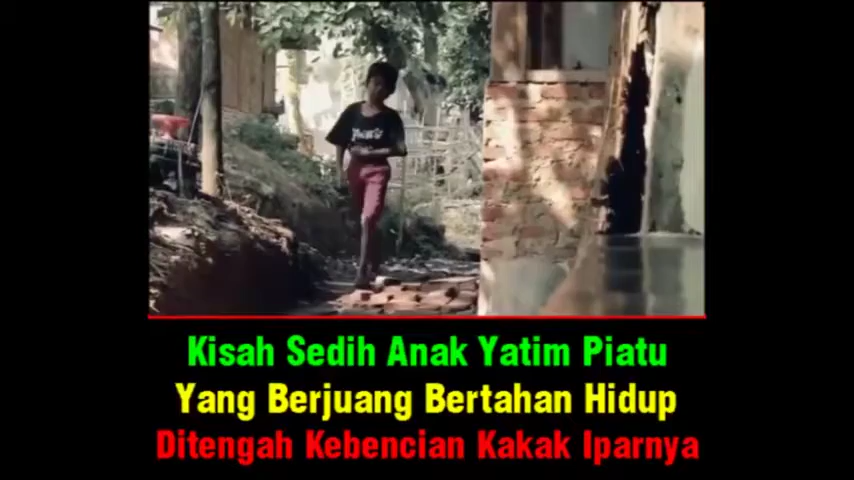 Kisah Sedih Anak Yatim Piatu
Yang Berjuang Bertahan Hidup
Ditengah Kebencian Kakak Iparnya